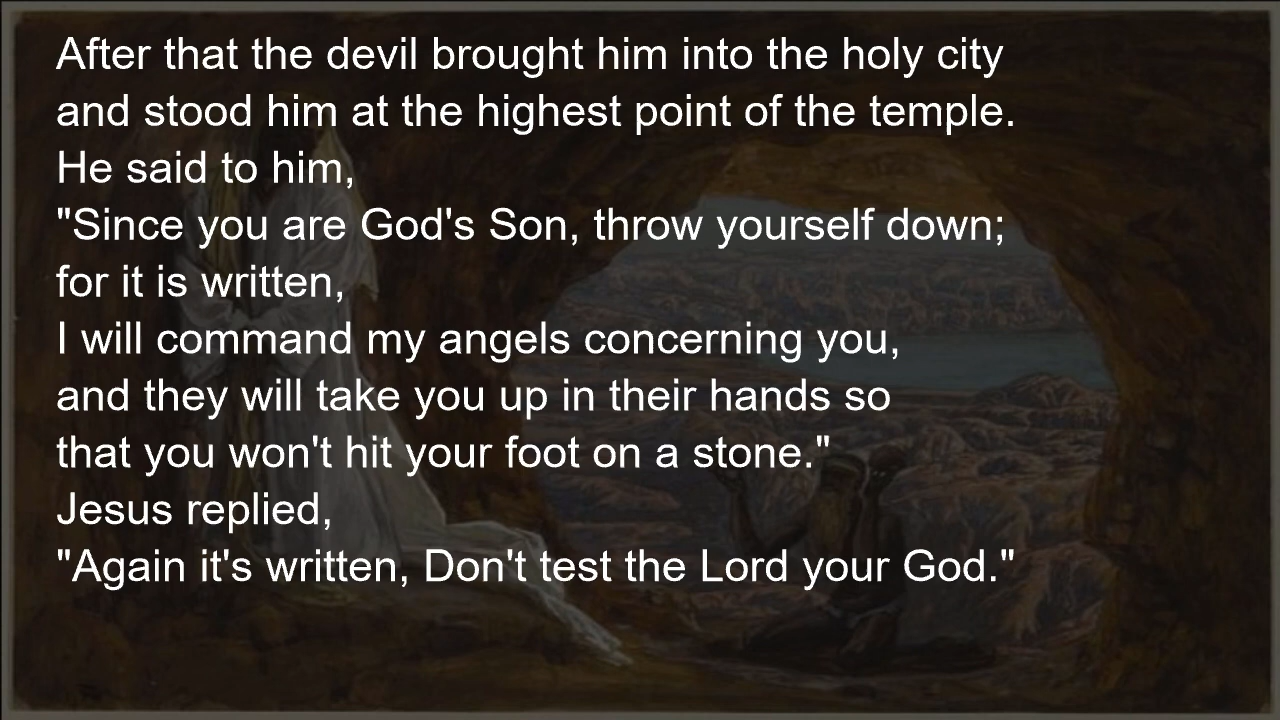 After that the devil brought him into the holy city
and stood him at the highest point of the temple.
He said to him,
"Since you are God's Son, throw yourself down;
for it is written,
I will command my angels concerning you,
and they will take you up in their hands so
that you won't hit your foot on a stone."
Jesus replied,
"Again it's written, Don't test the Lord your God."